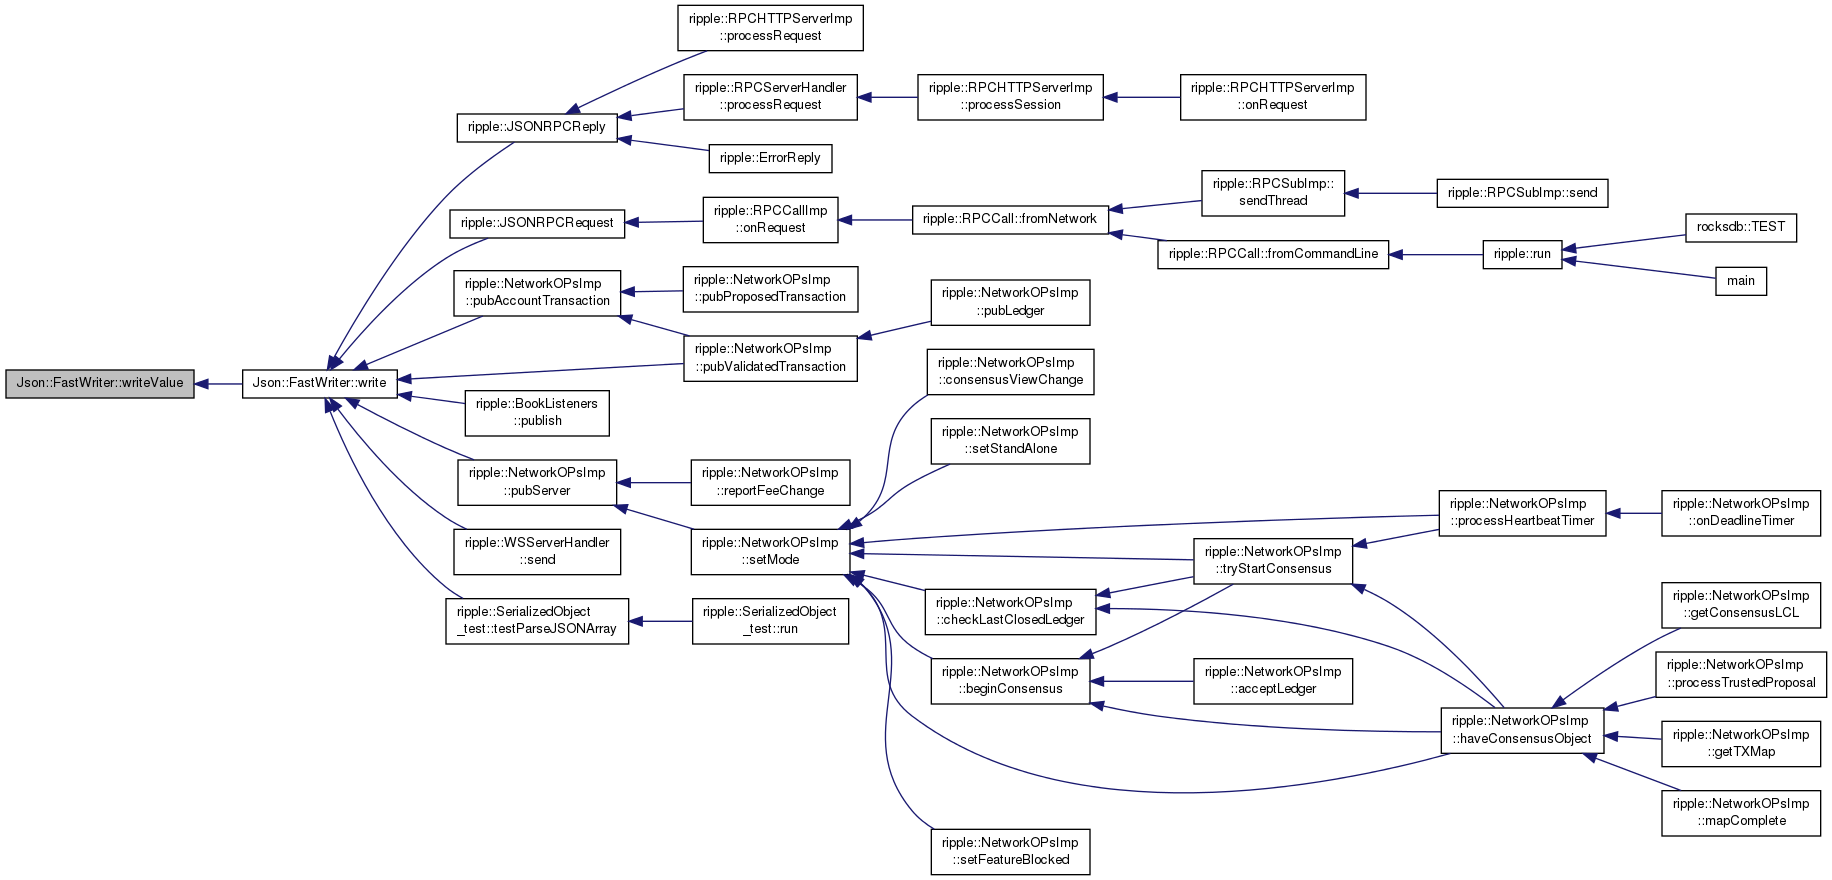 ripple::RPCHTTPServerImp
::processRequest
ripple::RPCServerHandler
::processRequest
ripple::RPCHTTPServerImp
::processSession
ripple::RPCHTTPServerImp
::onRequest
ripple::JSONRPCReply
ripple::ErrorReply
ripple::RPCSubImp::
sendThread
ripple::RPCSubImp::send
ripple::JSONRPCRequest
ripple::RPCCallImp
::onRequest
ripple::RPCCall::fromNetwork
rocksdb::TEST
ripple::RPCCall::fromCommandLine
ripple::run
main
ripple::NetworkOPsImp
::pubAccountTransaction
ripple::NetworkOPsImp
::pubProposedTransaction
ripple::NetworkOPsImp
::pubLedger
ripple::NetworkOPsImp
::pubValidatedTransaction
Json::FastWriter::writeValue
Json::FastWriter::write
ripple::NetworkOPsImp
::consensusViewChange
ripple::BookListeners
::publish
ripple::NetworkOPsImp
::setStandAlone
ripple::NetworkOPsImp
::pubServer
ripple::NetworkOPsImp
::reportFeeChange
ripple::NetworkOPsImp
::processHeartbeatTimer
ripple::NetworkOPsImp
::onDeadlineTimer
ripple::WSServerHandler
::send
ripple::NetworkOPsImp
::setMode
ripple::NetworkOPsImp
::tryStartConsensus
ripple::SerializedObject
_test::testParseJSONArray
ripple::SerializedObject
_test::run
ripple::NetworkOPsImp
::checkLastClosedLedger
ripple::NetworkOPsImp
::getConsensusLCL
ripple::NetworkOPsImp
::beginConsensus
ripple::NetworkOPsImp
::acceptLedger
ripple::NetworkOPsImp
::processTrustedProposal
ripple::NetworkOPsImp
::haveConsensusObject
ripple::NetworkOPsImp
::getTXMap
ripple::NetworkOPsImp
::mapComplete
ripple::NetworkOPsImp
::setFeatureBlocked